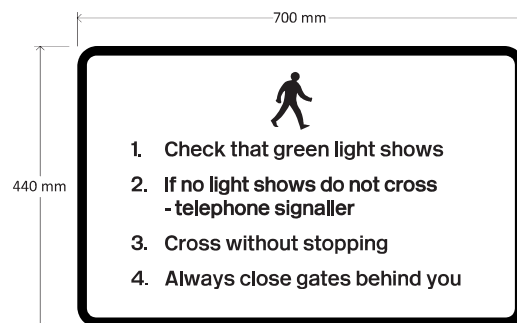 700 mm
440 mm
1. Check that green light shows
2. If no light shows do not cross
- telephone signaller
3. Cross without stopping
4. Always close gates behind you